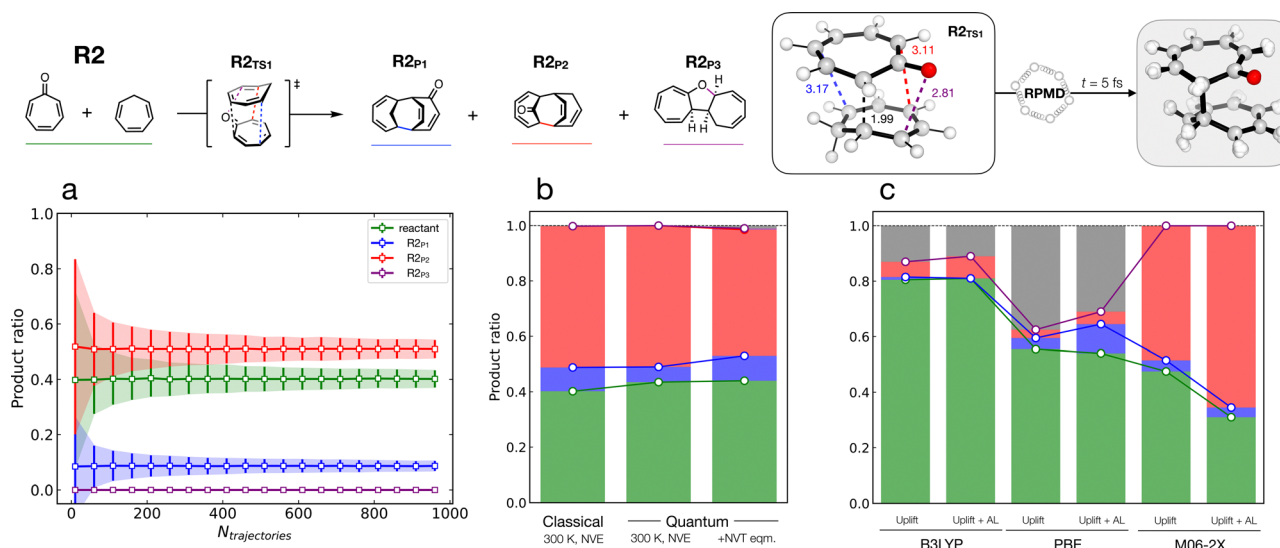 R2
R2TS1
R2P1
R2P2
R2P3
O
+
O
‡
O
+
O
+
H
O
H
H
R2TS1
3.11
3.17
2.81
1.99
RPMD
t = 5 fs
a
Product ratio
1.0
0.8
0.6
0.4
0.2
0.0
reactant
R2P1
R2P2
R2P3
0
200
400
600
800
1000
Ntrajectories
b
Product ratio
1.0
0.8
0.6
0.4
0.2
0.0
Classical
300 K, NVE
Quantum
300 K, NVE
+NVT eqm.
c
Product ratio
1.0
0.8
0.6
0.4
0.2
0.0
Uplift
Uplift + AL
Uplift
Uplift + AL
Uplift
Uplift + AL
B3LYP
PBE
M06-2X